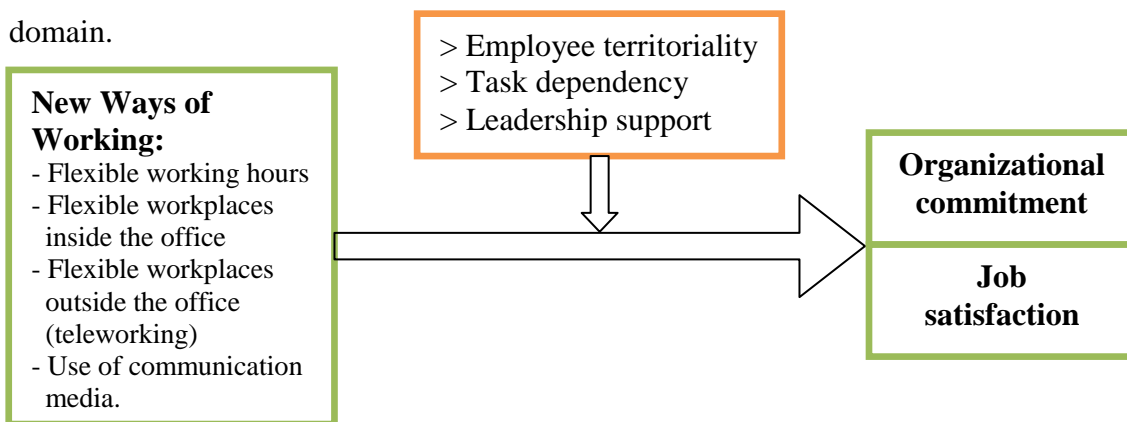 domain.
> Employee territoriality
> Task dependency
> Leadership support
New Ways of
Working:
- Flexible working hours
- Flexible workplaces
inside the office
- Flexible workplaces
outside the office
(teleworking)
- Use of communication
media.
Organizational
commitment
Job
satisfaction